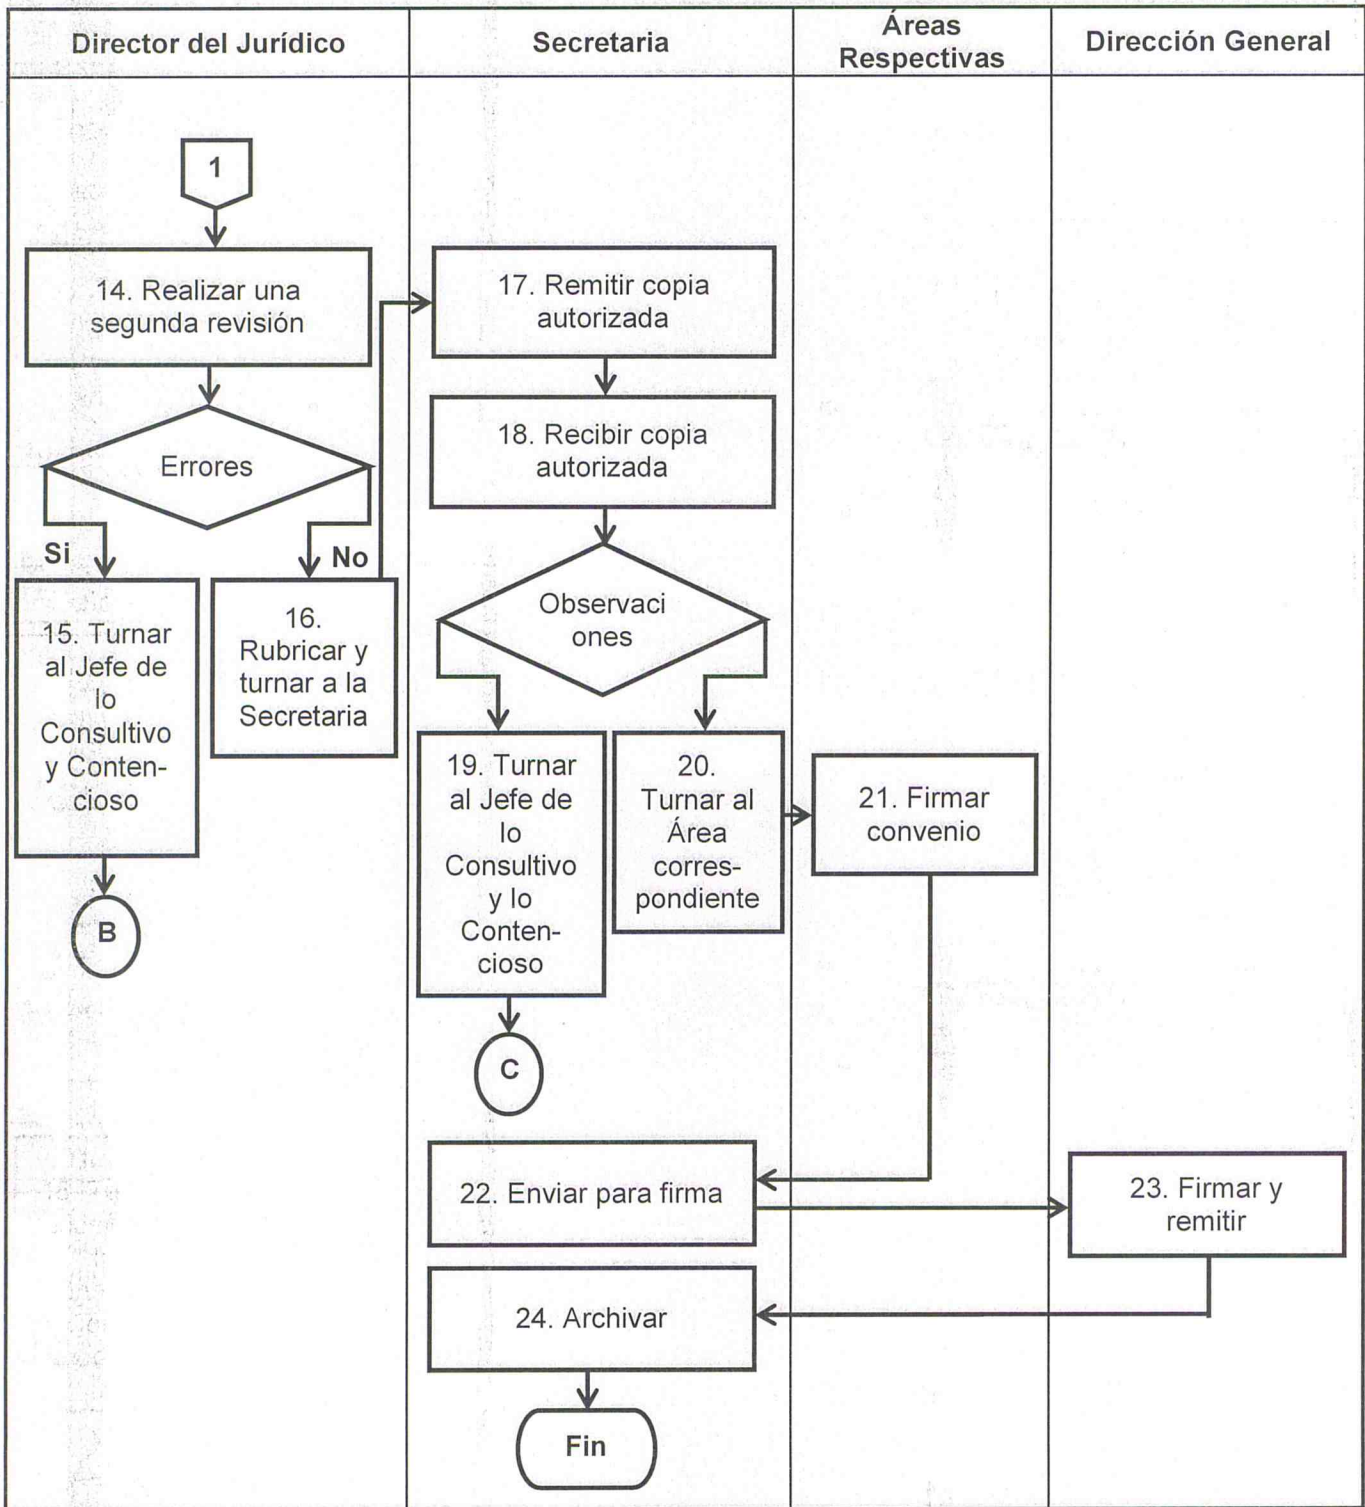 Director del Jurídico
Secretaria
Áreas
Respectivas
Dirección General
1
14. Realizar una
segunda revisión
Errores
Si
No
15. Turnar
al Jefe de
lo
Consultivo
y Conten-
cioso
B
16.
Rubricar y
turnar a la
Secretaria
17. Remitir copia
autorizada
18. Recibir copia
autorizada
Observaci
ones
19. Turnar
al Jefe de
lo
Consultivo
y lo
Conten-
cioso
C
20.
Turnar al
Área
corres-
pondiente
21. Firmar
convenio
22. Enviar para firma
23. Firmar y
remitir
24. Archivar
Fin